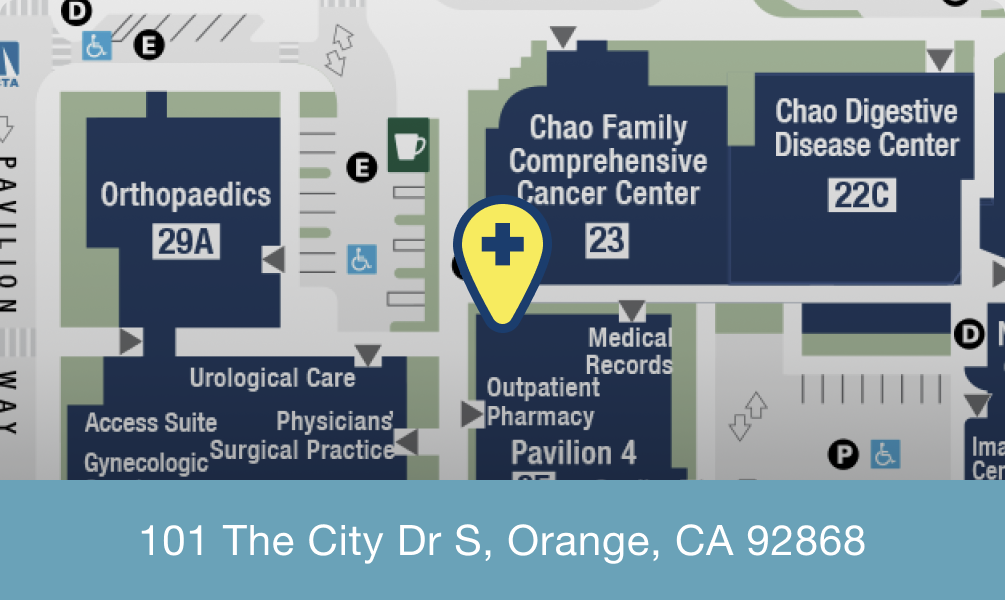 D
E
CTA
PAVILION WAY
Orthopaedics
29A
E
Chao Family
Comprehensive
Cancer Center
23
Chao Digestive
Disease Center
22C
Urological Care
Access Suite
Physicians'
Surgical Practice
Gynecologic
Medical
Records
Outpatient
Pharmacy
Pavilion 4
D
P
101 The City Dr S, Orange, CA 92868